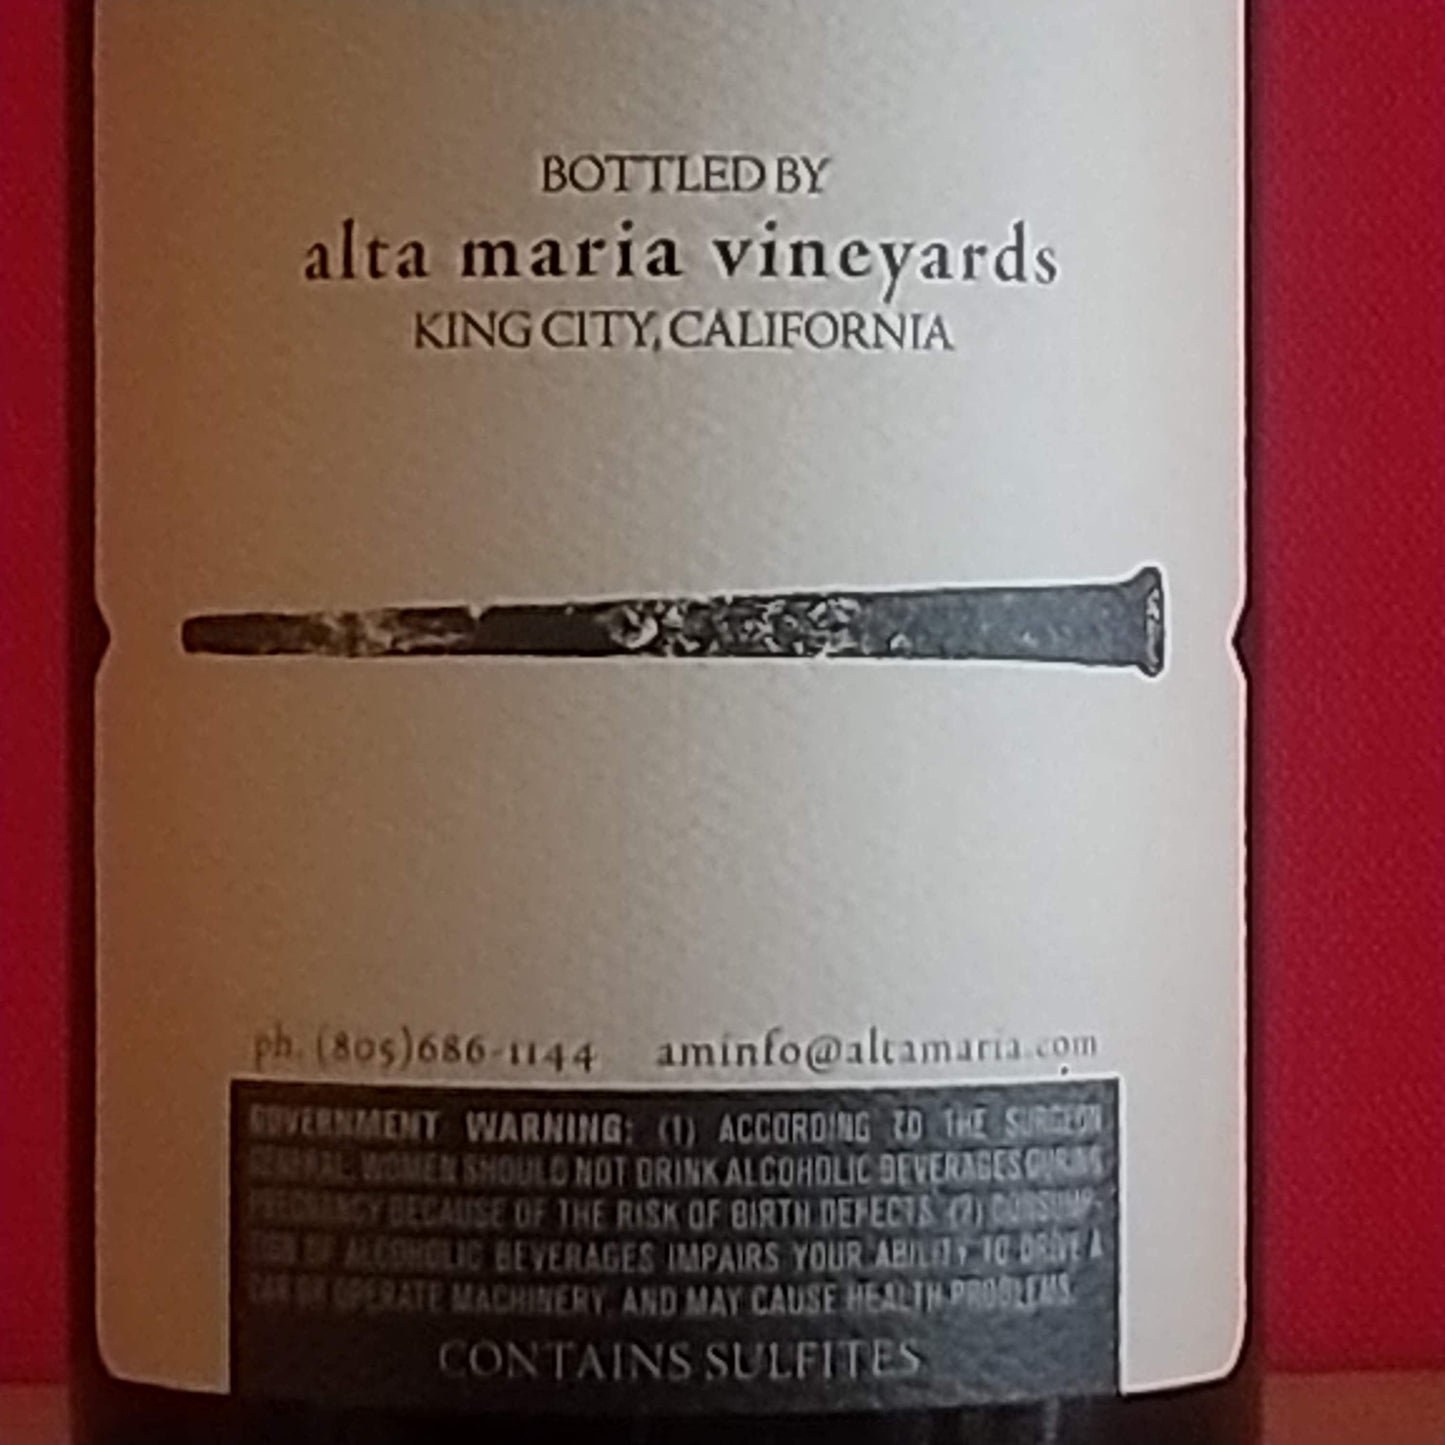 BOTTLED BY
alta maria vineyards
KING CITY, CALIFORNIA
ph. (805)686-1144 aminfo@altamaria.com
GOVERNMENT WARNING: (1) ACCORDING TO THE SURGEON
GENERAL, WOMEN SHOULD NOT DRINK ALCOHOLIC BEVERAGES DURING
PREGNANCY BECAUSE OF THE RISK OF BIRTH DEFECTS. (2) CONSUMP-
TION OF ALCOHOLIC BEVERAGES IMPAIRS YOUR ABILITY TO DRIVE A
CAR OR OPERATE MACHINERY, AND MAY CAUSE HEALTH PROBLEMS.
CONTAINS SULFITES